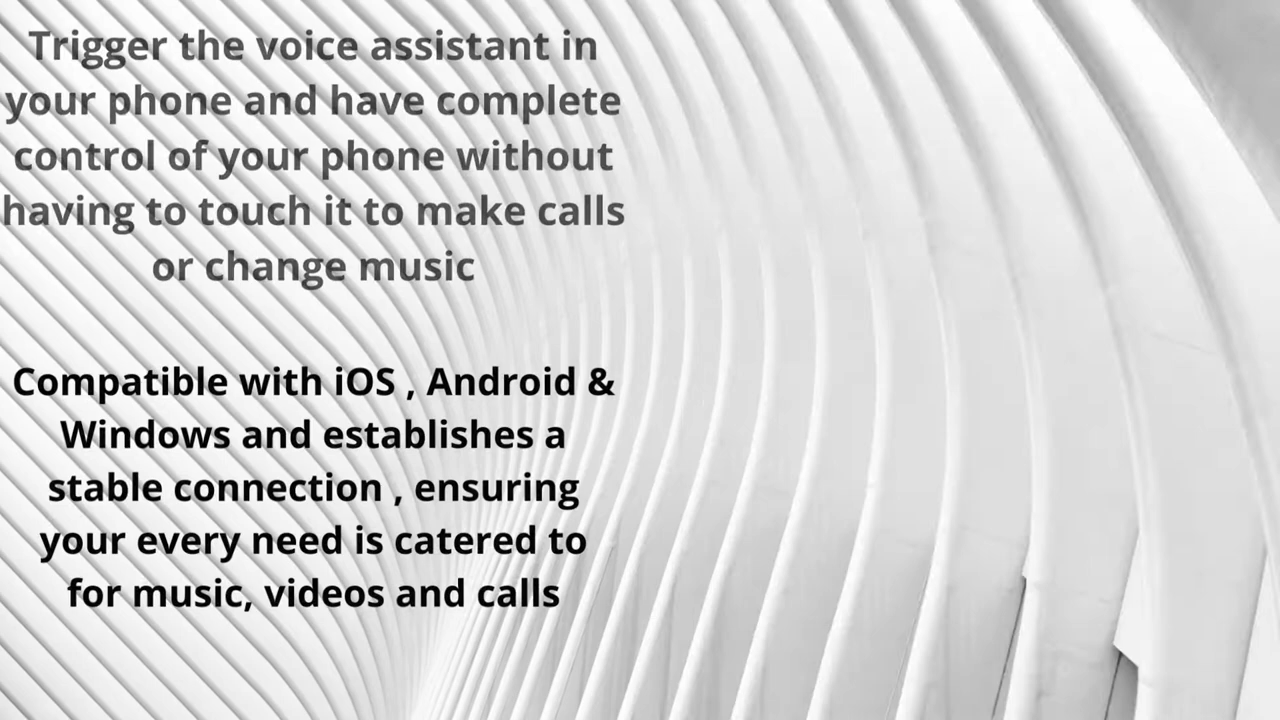 Trigger the voice assistant in
your phone and have complete
control of your phone without
having to touch it to make calls
or change music
Compatible with iOS , Android &
Windows and establishes a
stable connection , ensuring
your every need is catered to
for music, videos and calls